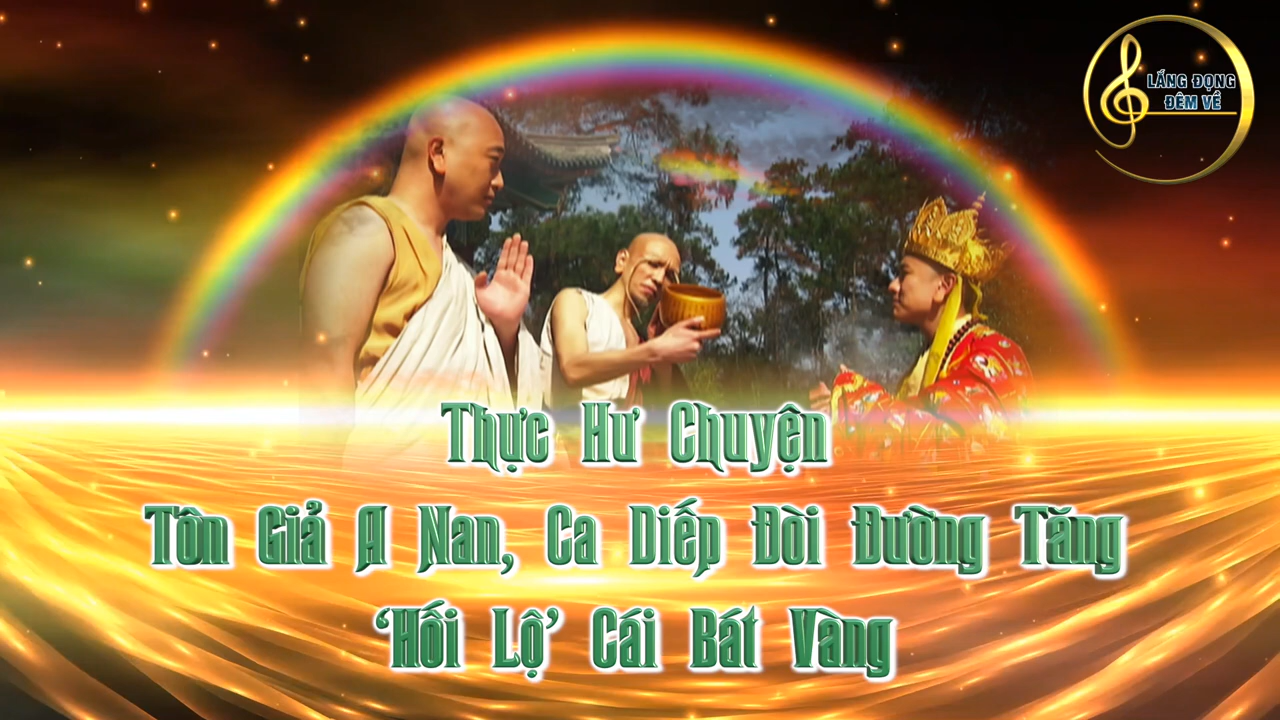 LẮNG ĐỌNG
ĐÊM VỀ
Thực Hư Chuyện
Tôn Giả A Nan, Ca Diếp Đòi Đường Tăng
‘Hối Lộ’ Cái Bát Vàng